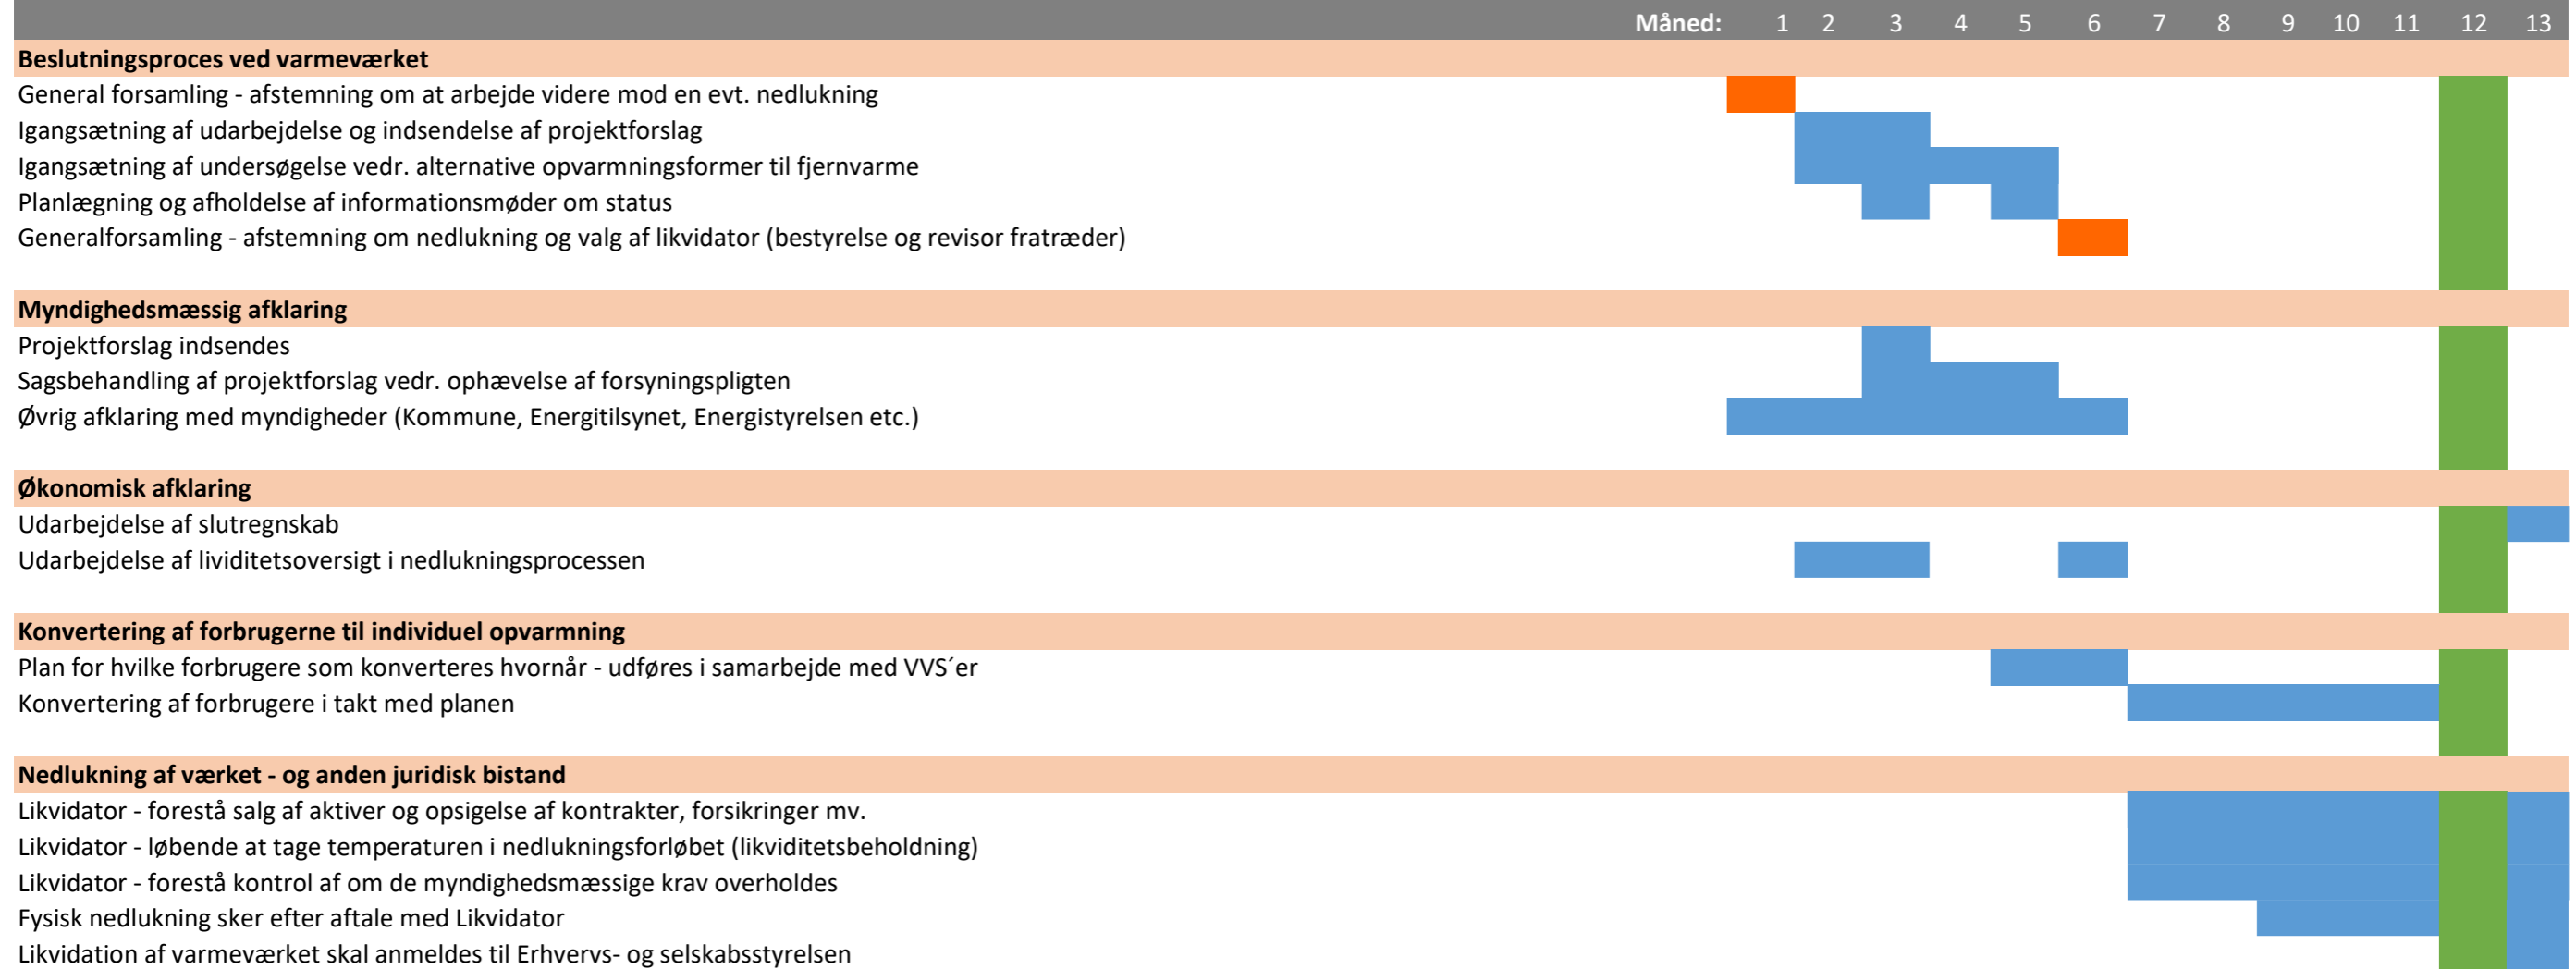 Måned: 1 2 3 4 5 6 7 8 9 10 11 12 13
Beslutningsproces ved varmeværket
General forsamling - afstemning om at arbejde videre mod en evt. nedlukning
Igangsætning af udarbejdelse og indsendelse af projektforslag
Igangsætning af undersøgelse vedr. alternative opvarmningsformer til fjernvarme
Planlægning og afholdelse af informationsmøder om status
Generalforsamling - afstemning om nedlukning og valg af likvidator (bestyrelse og revisor fratræder)
Myndighedsmæssig afklaring
Projektforslag indsendes
Sagsbehandling af projektforslag vedr. ophævelse af forsyningspligten
Øvrig afklaring med myndigheder (Kommune, Energitilsynet, Energistyrelsen etc.)
Økonomisk afklaring
Udarbejdelse af slutregnskab
Udarbejdelse af lividitetsoversigt i nedlukningsprocessen
Konvertering af forbrugerne til individuel opvarmning
Plan for hvilke forbrugere som konverteres hvornår - udføres i samarbejde med VVS´er
Konvertering af forbrugere i takt med planen
Nedlukning af værket - og anden juridisk bistand
Likvidator - forestå salg af aktiver og opsigelse af kontrakter, forsikringer mv.
Likvidator - løbende at tage temperaturen i nedlukningsforløbet (likviditetsbeholdning)
Likvidator - forestå kontrol af om de myndighedsmæssige krav overholdes
Fysisk nedlukning sker efter aftale med Likvidator
Likvidation af varmeværket skal anmeldes til Erhvervs- og selskabsstyrelsen